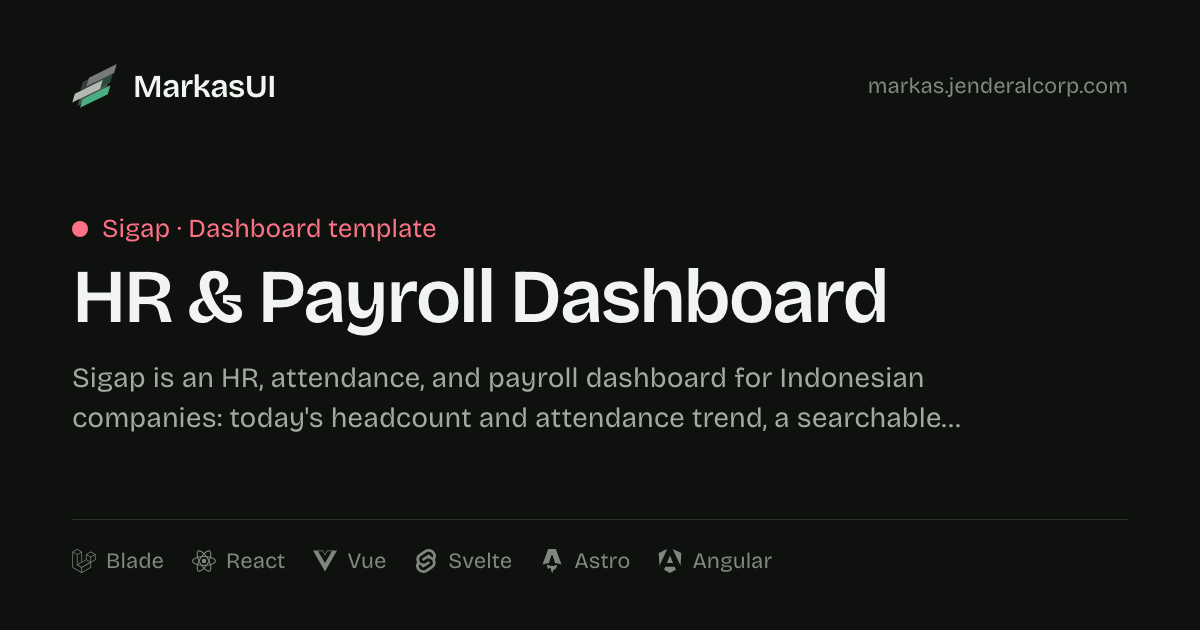 MarkasUI
markas.jenderalcorp.com
Sigap · Dashboard template
HR & Payroll Dashboard
Sigap is an HR, attendance, and payroll dashboard for Indonesian
companies: today's headcount and attendance trend, a searchable...
Blade React Vue Svelte Astro Angular